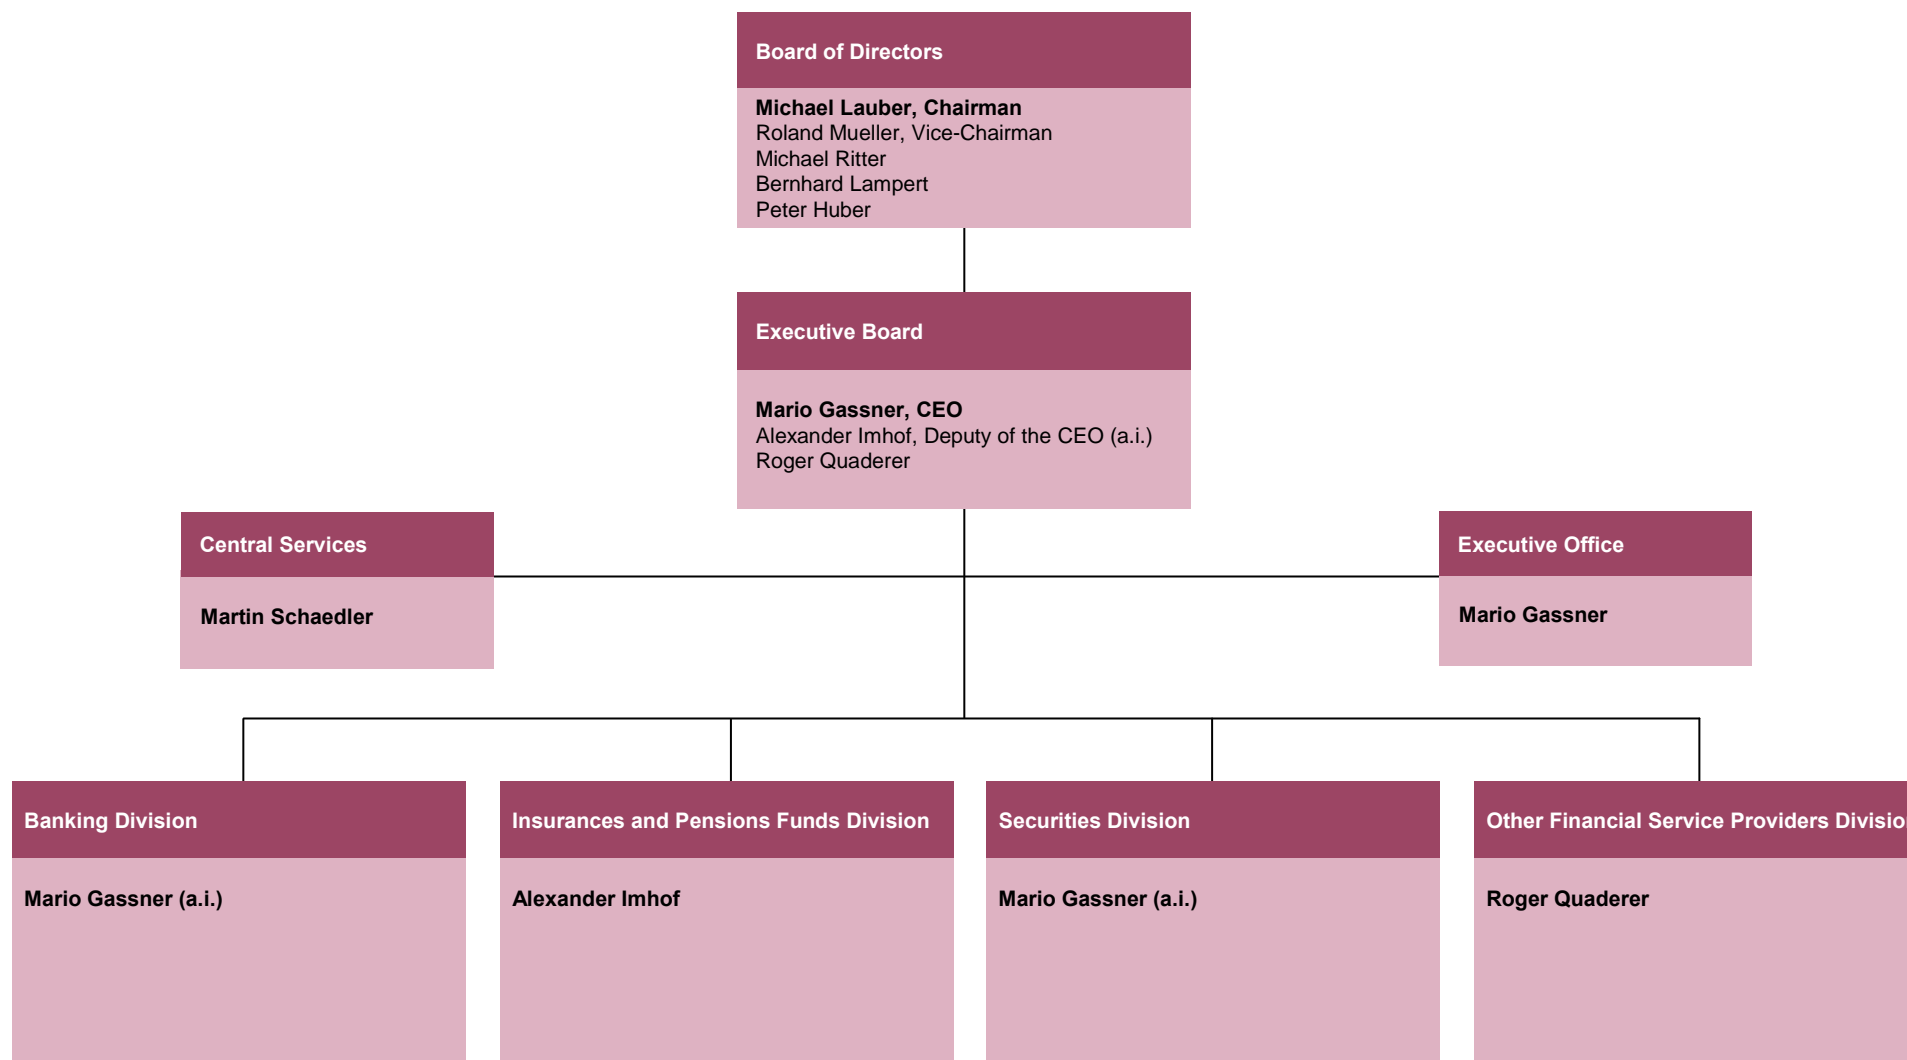 Board of Directors
Michael Lauber, Chairman
Roland Mueller, Vice-Chairman
Michael Ritter
Bernhard Lampert
Peter Huber
Executive Board
Mario Gassner, CEO
Alexander Imhof, Deputy of the CEO (a.i.)
Roger Quaderer
Central Services
Martin Schaedler
Executive Office
Mario Gassner
Banking Division
Mario Gassner (a.i.)
Insurances and Pensions Funds Division
Alexander Imhof
Securities Division
Mario Gassner (a.i.)
Other Financial Service Providers Division
Roger Quaderer